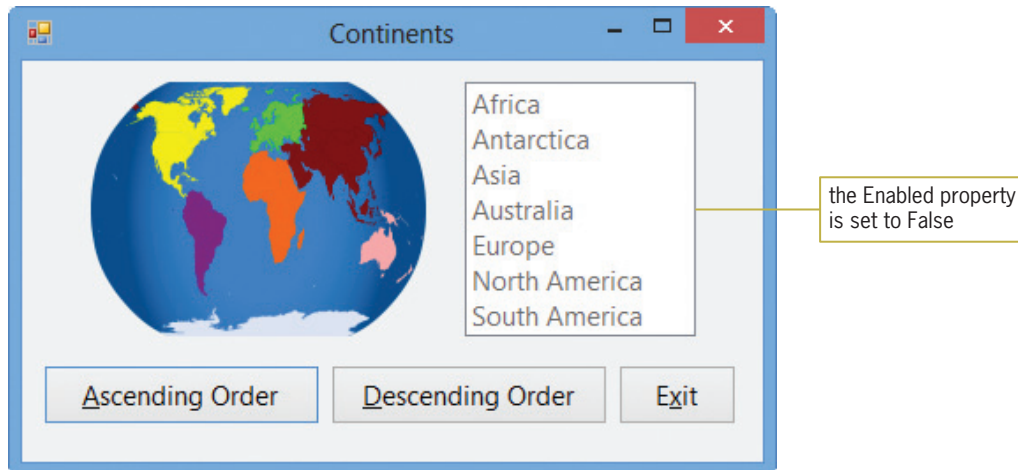 Continents
Africa
Antarctica
Asia
Australia
Europe
North America
South America
the Enabled property
is set to False
Ascending Order
Descending Order
Exit